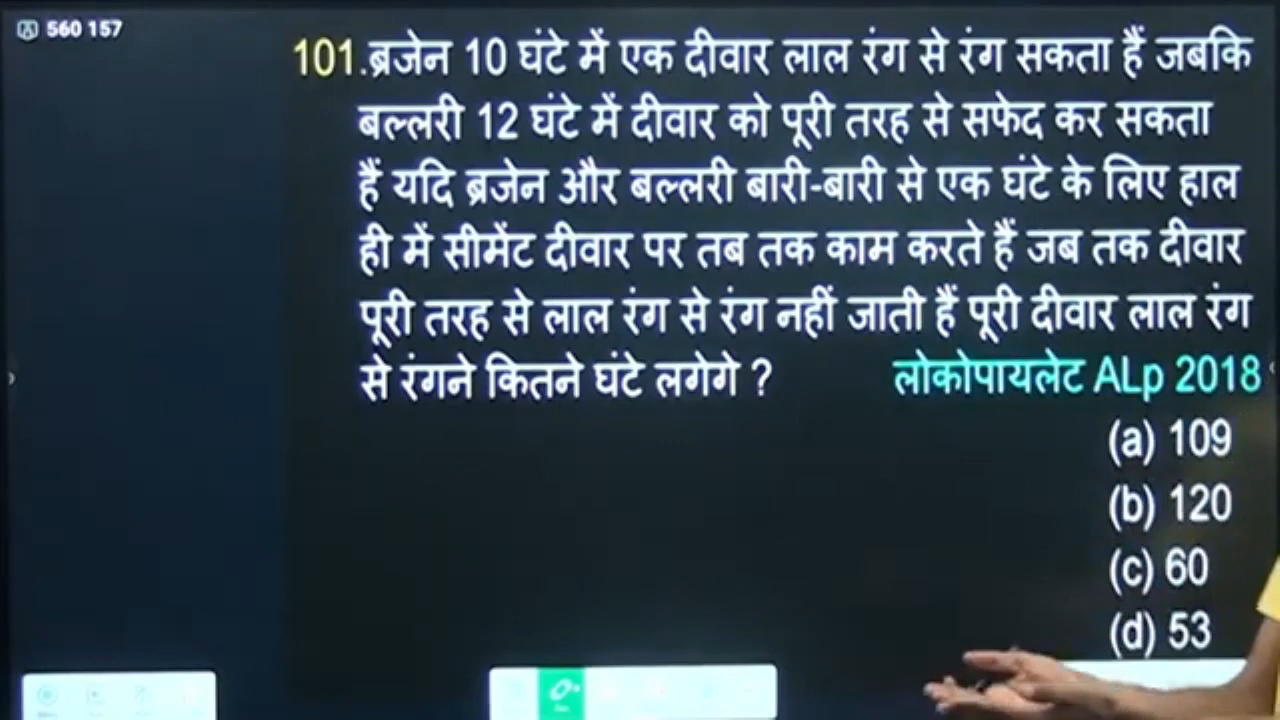 560 157
101.ब्रजेन 10 घंटे में एक दीवार लाल रंग से रंग सकता हैं जबकि
बल्लरी 12 घंटे में दीवार को पूरी तरह से सफेद कर सकता
हैं यदि ब्रजेन और बल्लरी बारी-बारी से एक घंटे के लिए हाल
ही में सीमेंट दीवार पर तब तक काम करते हैं जब तक दीवार
पूरी तरह से लाल रंग से रंग नहीं जाती हैं पूरी दीवार लाल रंग
से रंगने कितने घंटे लगेगे ?
लोकोपायलेट ALp 2018
(a) 109
(b) 120
(c) 60
(d) 53